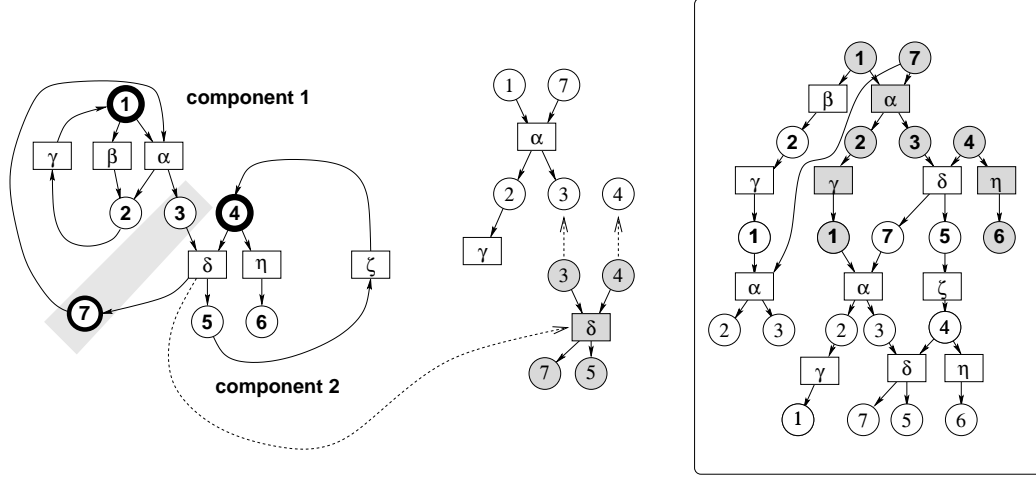 component 1
1
γ β α
2 3 4
δ η ζ
7
5 6
component 2
1 7
α
2 3 4
γ
3 4
δ
7 5
1 7
β α
2 2 3 4
γ γ δ η
1 1 7 5 6
α α ζ
2 3 2 3 4
γ δ η
1 7 5 6